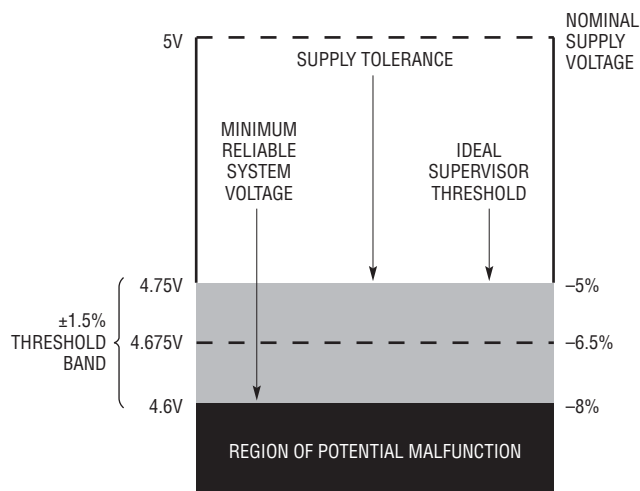 NOMINAL
SUPPLY
VOLTAGE
5V
SUPPLY TOLERANCE
MINIMUM
RELIABLE
SYSTEM
VOLTAGE
IDEAL
SUPERVISOR
THRESHOLD
4.75V
–5%
±1.5%
THRESHOLD
BAND
4.675V
–6.5%
4.6V
–8%
REGION OF POTENTIAL MALFUNCTION